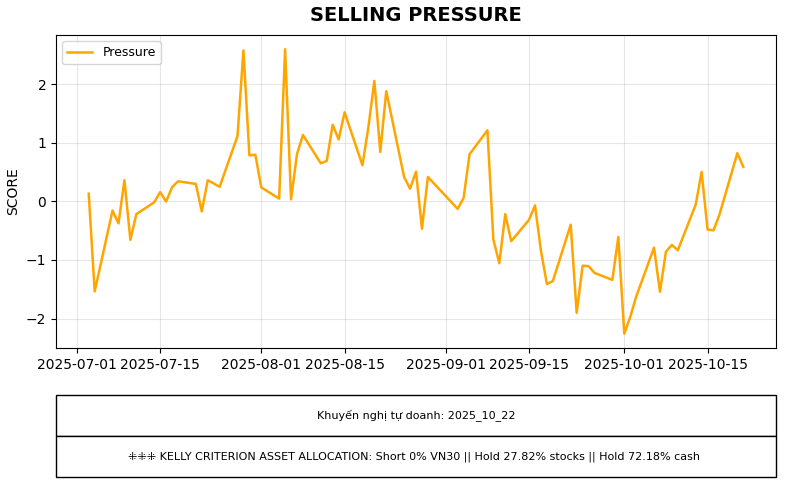 SELLING PRESSURE
Pressure
SCORE
2
1
0
−1
−2
2025-07-01 2025-07-15 2025-08-01 2025-08-15 2025-09-01 2025-09-15 2025-10-01 2025-10-15
Khuyến nghị tự doanh: 2025_10_22
⁜⁜⁜ KELLY CRITERION ASSET ALLOCATION: Short 0% VN30 || Hold 27.82% stocks || Hold 72.18% cash